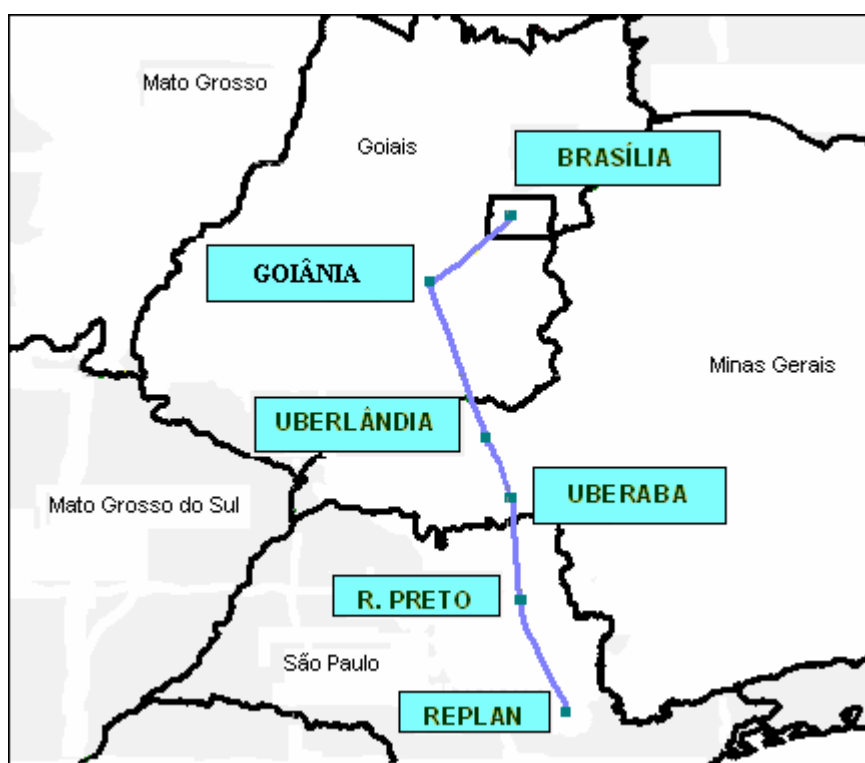 Mato Grosso
Goiais
BRASÍLIA
GOIÂNIA
Minas Gerais
UBERLÂNDIA
UBERABA
Mato Grosso do Sul
R. PRETO
São Paulo
REPLAN